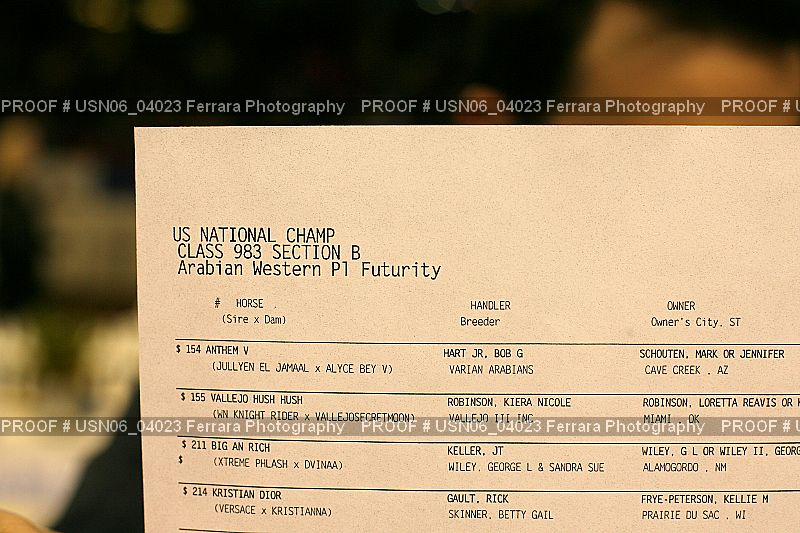 PROOF # USN06_04023 Ferrara Photography PROOF # USN06_04023 Ferrara Photography PROOF #
US NATIONAL CHAMP
CLASS 983 SECTION B
Arabian Western Pl Futurity
# HORSE . HANDLER OWNER
(Sire x Dam) Breeder Owner's City, ST
$ 154 ANTHEM V HART JR, BOB G SCHOUTEN, MARK OR JENNIFER
(JULLYEN EL JAMAAL x ALYCE BEY V) VARIAN ARABIANS CAVE CREEK , AZ
$ 155 VALLEJO HUSH HUSH ROBINSON, KIERA NICOLE ROBINSON, LORETTA REAVIS OR K
(WN KNIGHT RIDER x VALLEJOSECRETMOON) VALLEJO III INC MIAMI , OK
PROOF # USN06_04023 Ferrara Photography PROOF # USN06_04023 Ferrara Photography PROOF #
$ 211 BIG AN RICH KELLER, JT WILEY, G L OR WILEY II, GEORG
$ (XTREME PHLASH x DVINAA) WILEY, GEORGE L & SANDRA SUE ALAMOGORDO , NM
$ 214 KRISTIAN DIOR GAULT, RICK FRYE-PETERSON, KELLIE M
(VERSACE x KRISTIANNA) SKINNER, BETTY GAIL PRAIRIE DU SAC , WI